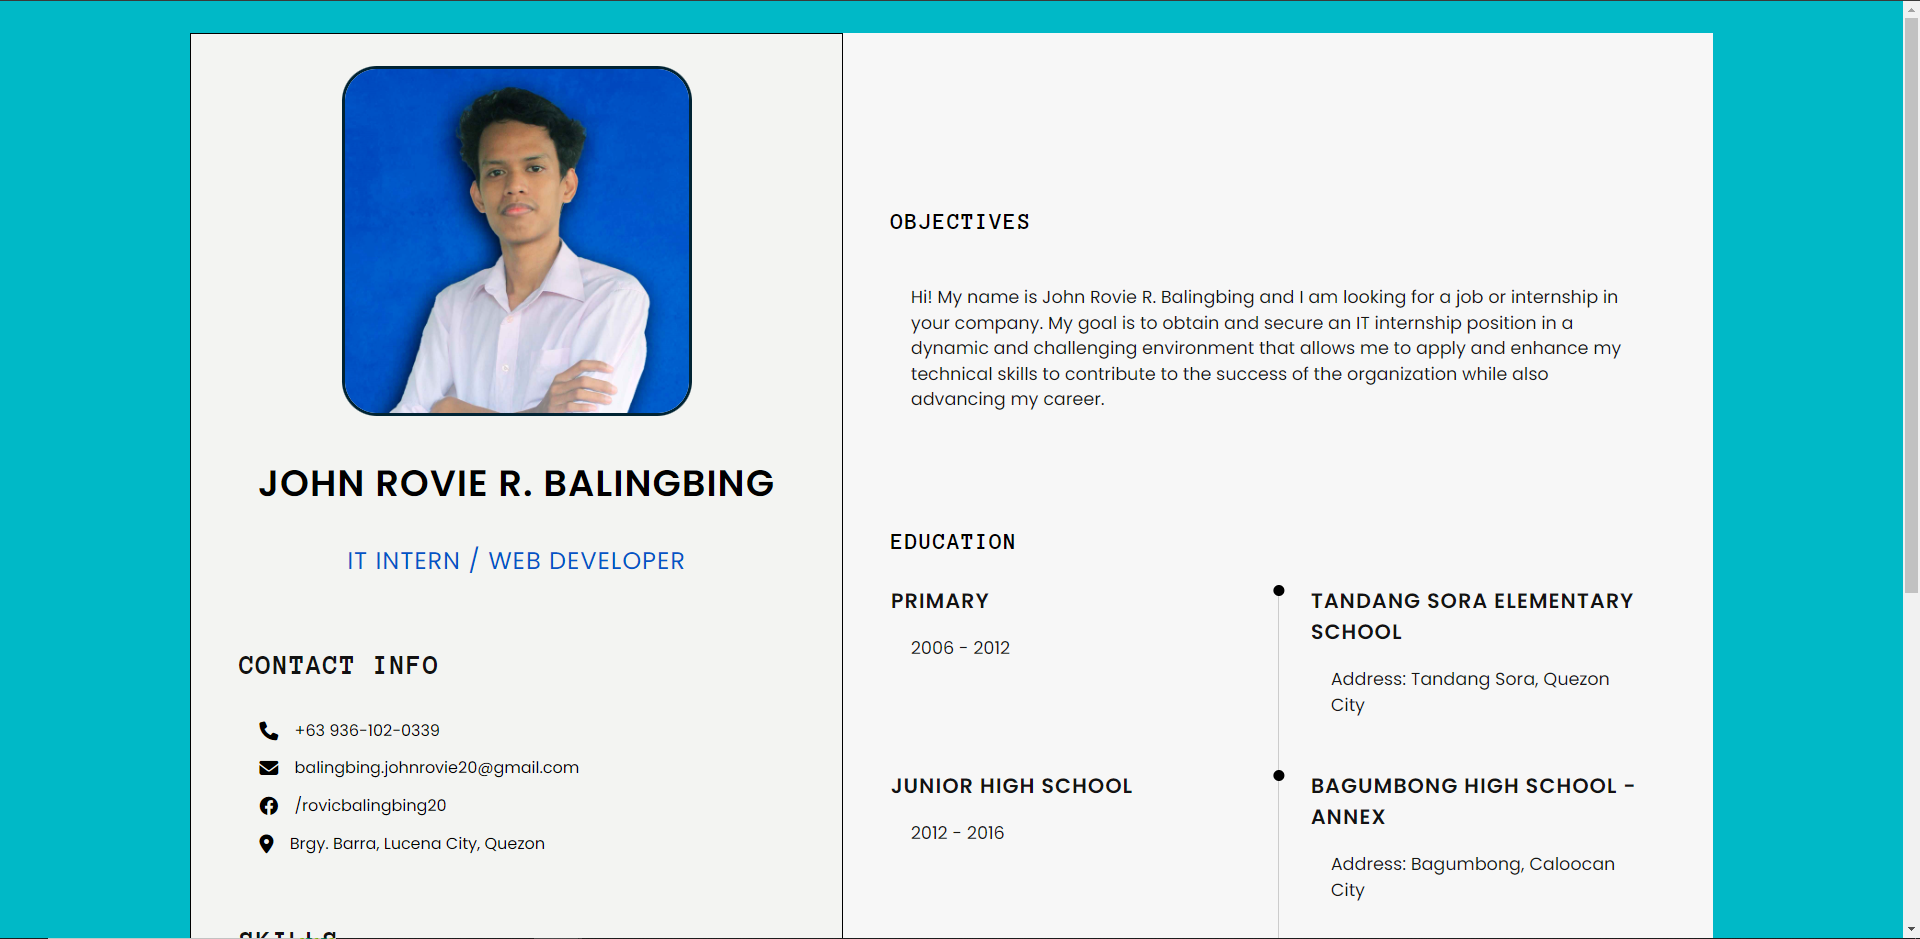 JOHN ROVIE R. BALINGBING
IT INTERN / WEB DEVELOPER
CONTACT INFO
+63 936-102-0339
balingbing.johnrovie20@gmail.com
/rovicbalingbing20
Brgy. Barra, Lucena City, Quezon
SKILLS
OBJECTIVES
Hi! My name is John Rovie R. Balingbing and I am looking for a job or internship in
your company. My goal is to obtain and secure an IT internship position in a
dynamic and challenging environment that allows me to apply and enhance my
technical skills to contribute to the success of the organization while also
advancing my career.
EDUCATION
PRIMARY
2006 - 2012
TANDANG SORA ELEMENTARY
SCHOOL
Address: Tandang Sora, Quezon
City
JUNIOR HIGH SCHOOL
2012 - 2016
BAGUMBONG HIGH SCHOOL -
ANNEX
Address: Bagumbong, Caloocan
City